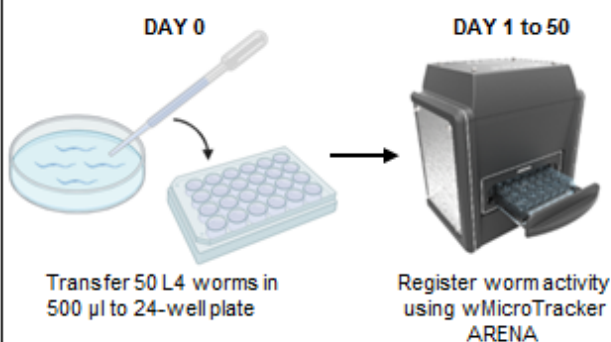 DAY 0
DAY 1 to 50
Transfer 50 L4 worms in
500 µl to 24-well plate
Register worm activity
using wMicroTracker
ARENA